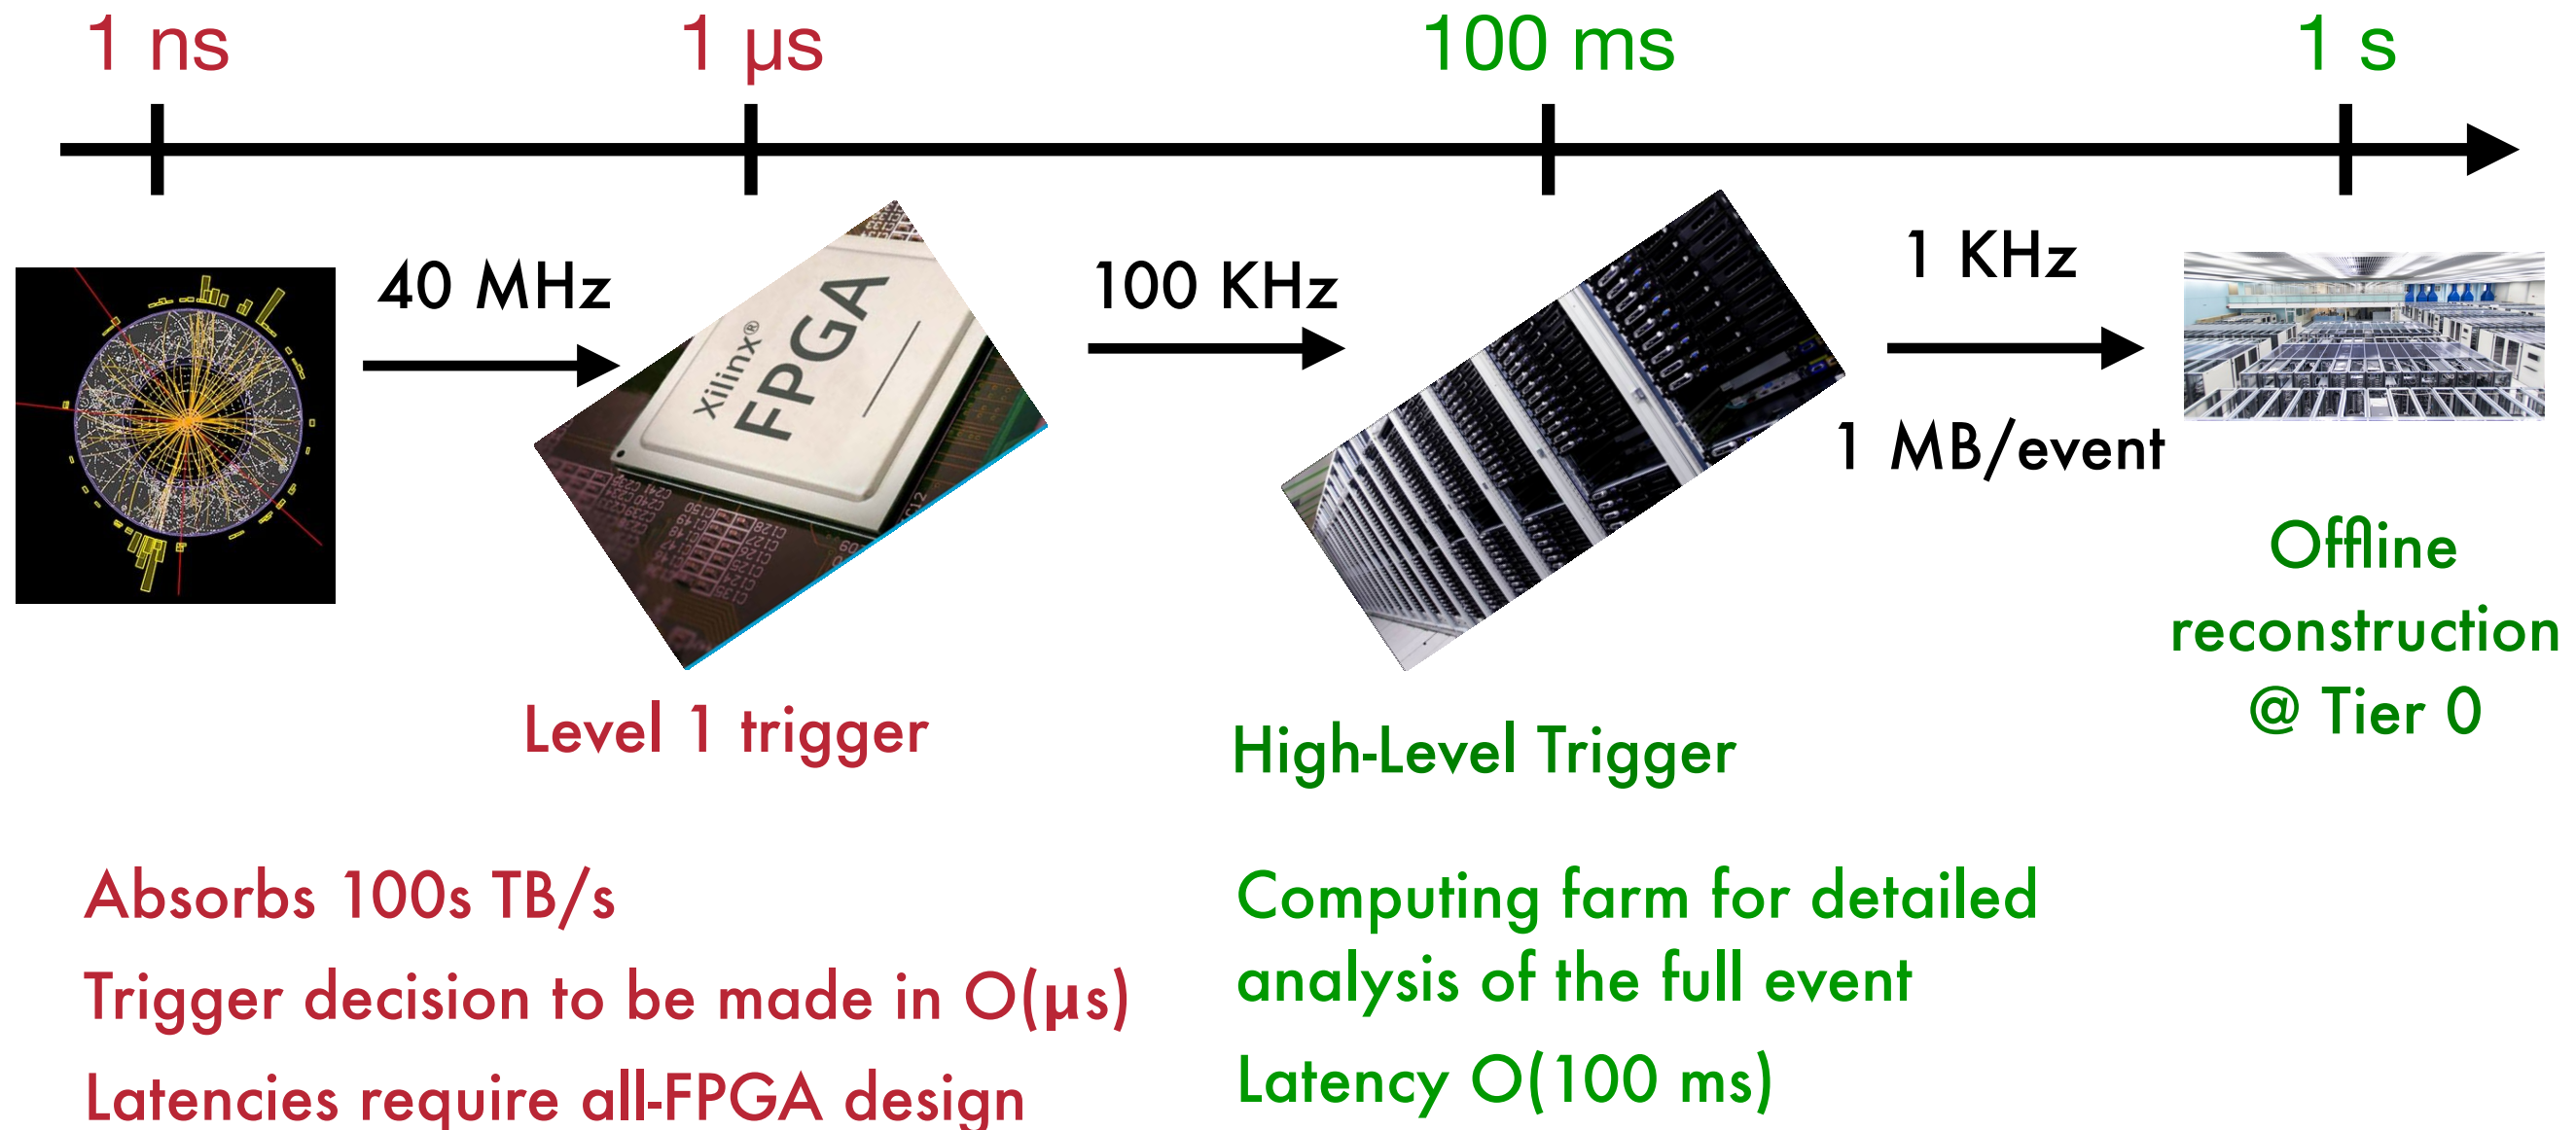 1 ns
1 µs
100 ms
1 s
40 MHz
100 KHz
1 KHz
1 MB/event
xilinx®
FPGA
Level 1 trigger
High-Level Trigger
Offline
reconstruction
@ Tier 0
Absorbs 100s TB/s
Trigger decision to be made in O(µs)
Latencies require all-FPGA design
Computing farm for detailed
analysis of the full event
Latency O(100 ms)